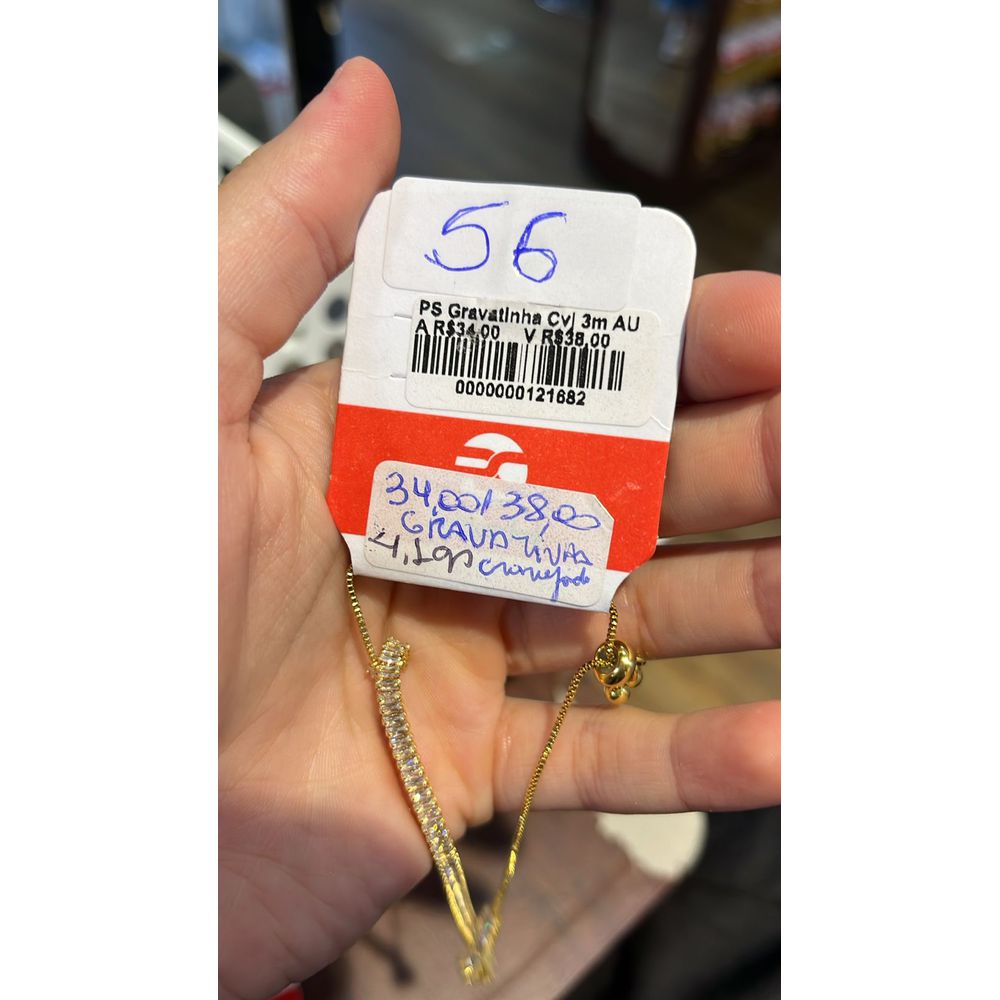 56
PS Gravatinha Cv| 3m AU
A R$34,00 V R$38,00
0000000121682
34,00/38,00
GRAVATINHA